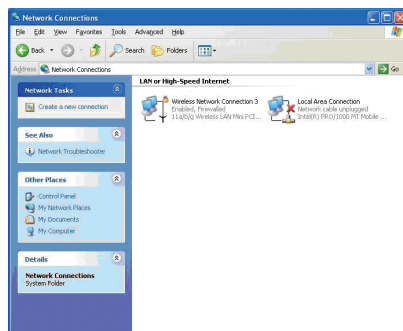 Network Connections
File Edit View Favorites Tools Advanced Help
Back Search Folders
Address Network Connections Go
Network Tasks
Create a new connection
See Also
Network Troubleshooter
Other Places
Control Panel
My Network Places
My Documents
My Computer
Details
Network Connections
System Folder
LAN or High-Speed Internet
Wireless Network Connection 3
Enabled, Firewalled
11a/b/g Wireless LAN Mini PCI...
Local Area Connection
Network cable unplugged
Intel(R) PRO/1000 MT Mobile ...